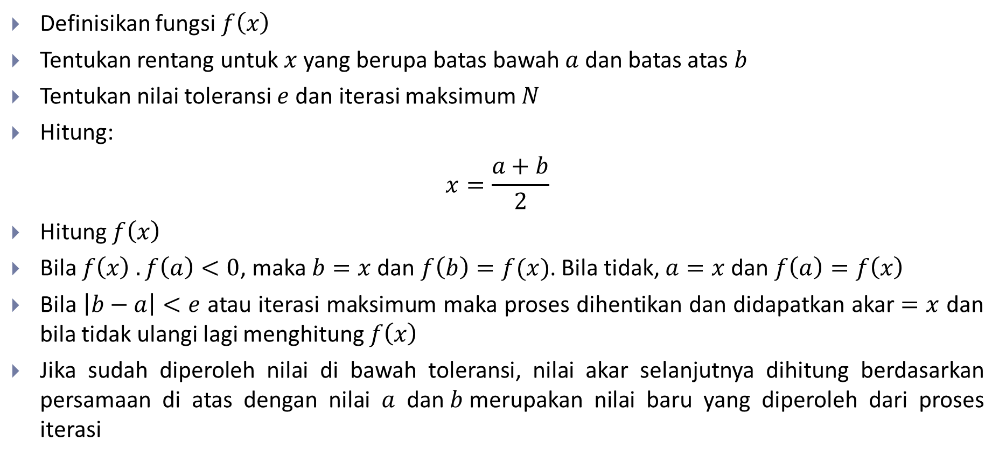 Definisikan fungsi f(x)
Tentukan rentang untuk x yang berupa batas bawah a dan batas atas b
Tentukan nilai toleransi e dan iterasi maksimum N
Hitung:
x = \frac{a + b}{2}
Hitung f(x)
Bila f(x) . f(a) < 0, maka b = x dan f(b) = f(x). Bila tidak, a = x dan f(a) = f(x)
Bila |b − a| < e atau iterasi maksimum maka proses dihentikan dan didapatkan akar = x dan
bila tidak ulangi lagi menghitung f(x)
Jika sudah diperoleh nilai di bawah toleransi, nilai akar selanjutnya dihitung berdasarkan
persamaan di atas dengan nilai a dan b merupakan nilai baru yang diperoleh dari proses
iterasi